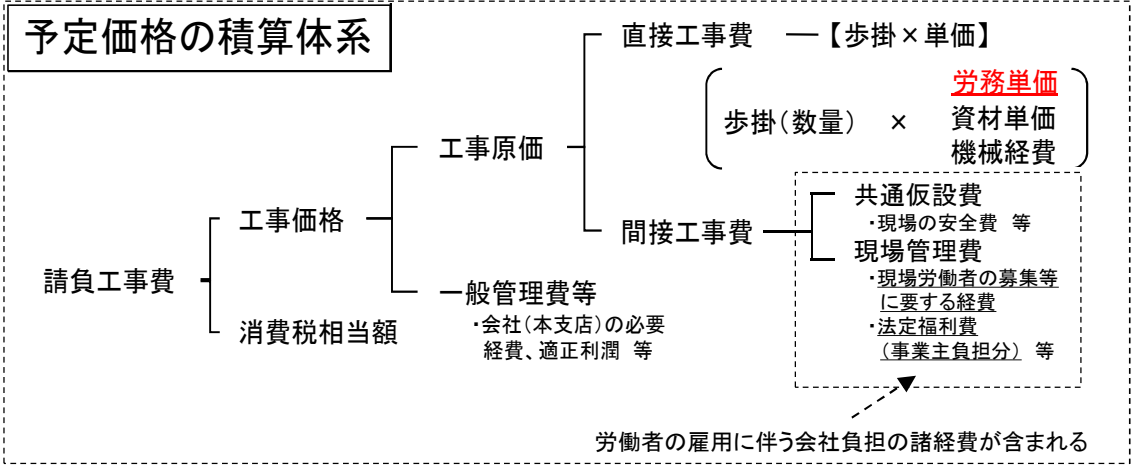 予定価格の積算体系
請負工事費
工事価格
消費税相当額
工事原価
一般管理費等
・会社（本支店）の必要
経費、適正利潤 等
直接工事費
【歩掛×単価】
歩掛（数量） ×
労務単価
資材単価
機械経費
間接工事費
共通仮設費
・現場の安全費 等
現場管理費
・現場労働者の募集等
に要する経費
・法定福利費
（事業主負担分） 等
労働者の雇用に伴う会社負担の諸経費が含まれる